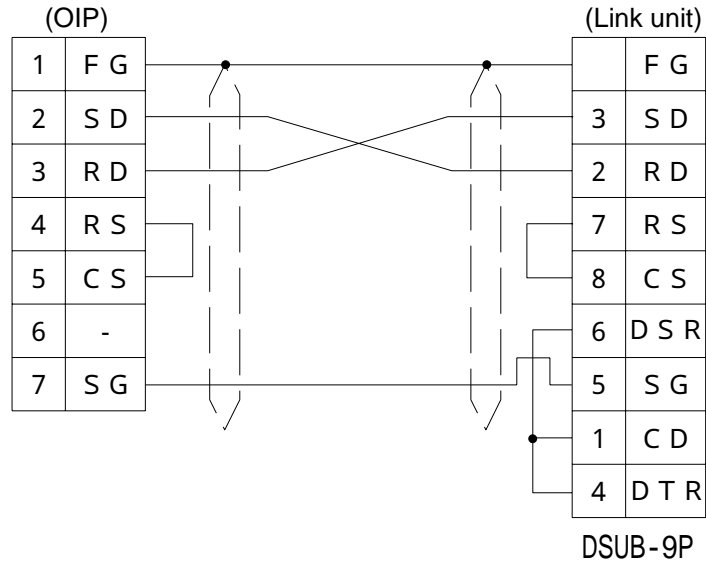 (OIP)
1 F G
2 S D
3 R D
4 R S
5 C S
6 -
7 S G
(Link unit)
F G
3 S D
2 R D
7 R S
8 C S
6 D S R
5 S G
1 C D
4 D T R
DSUB-9P